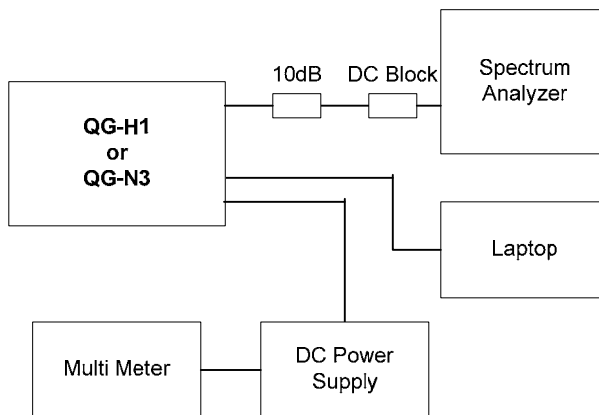 10dB
DC Block
Spectrum
Analyzer
QG-H1
or
QG-N3
Laptop
Multi Meter
DC Power
Supply